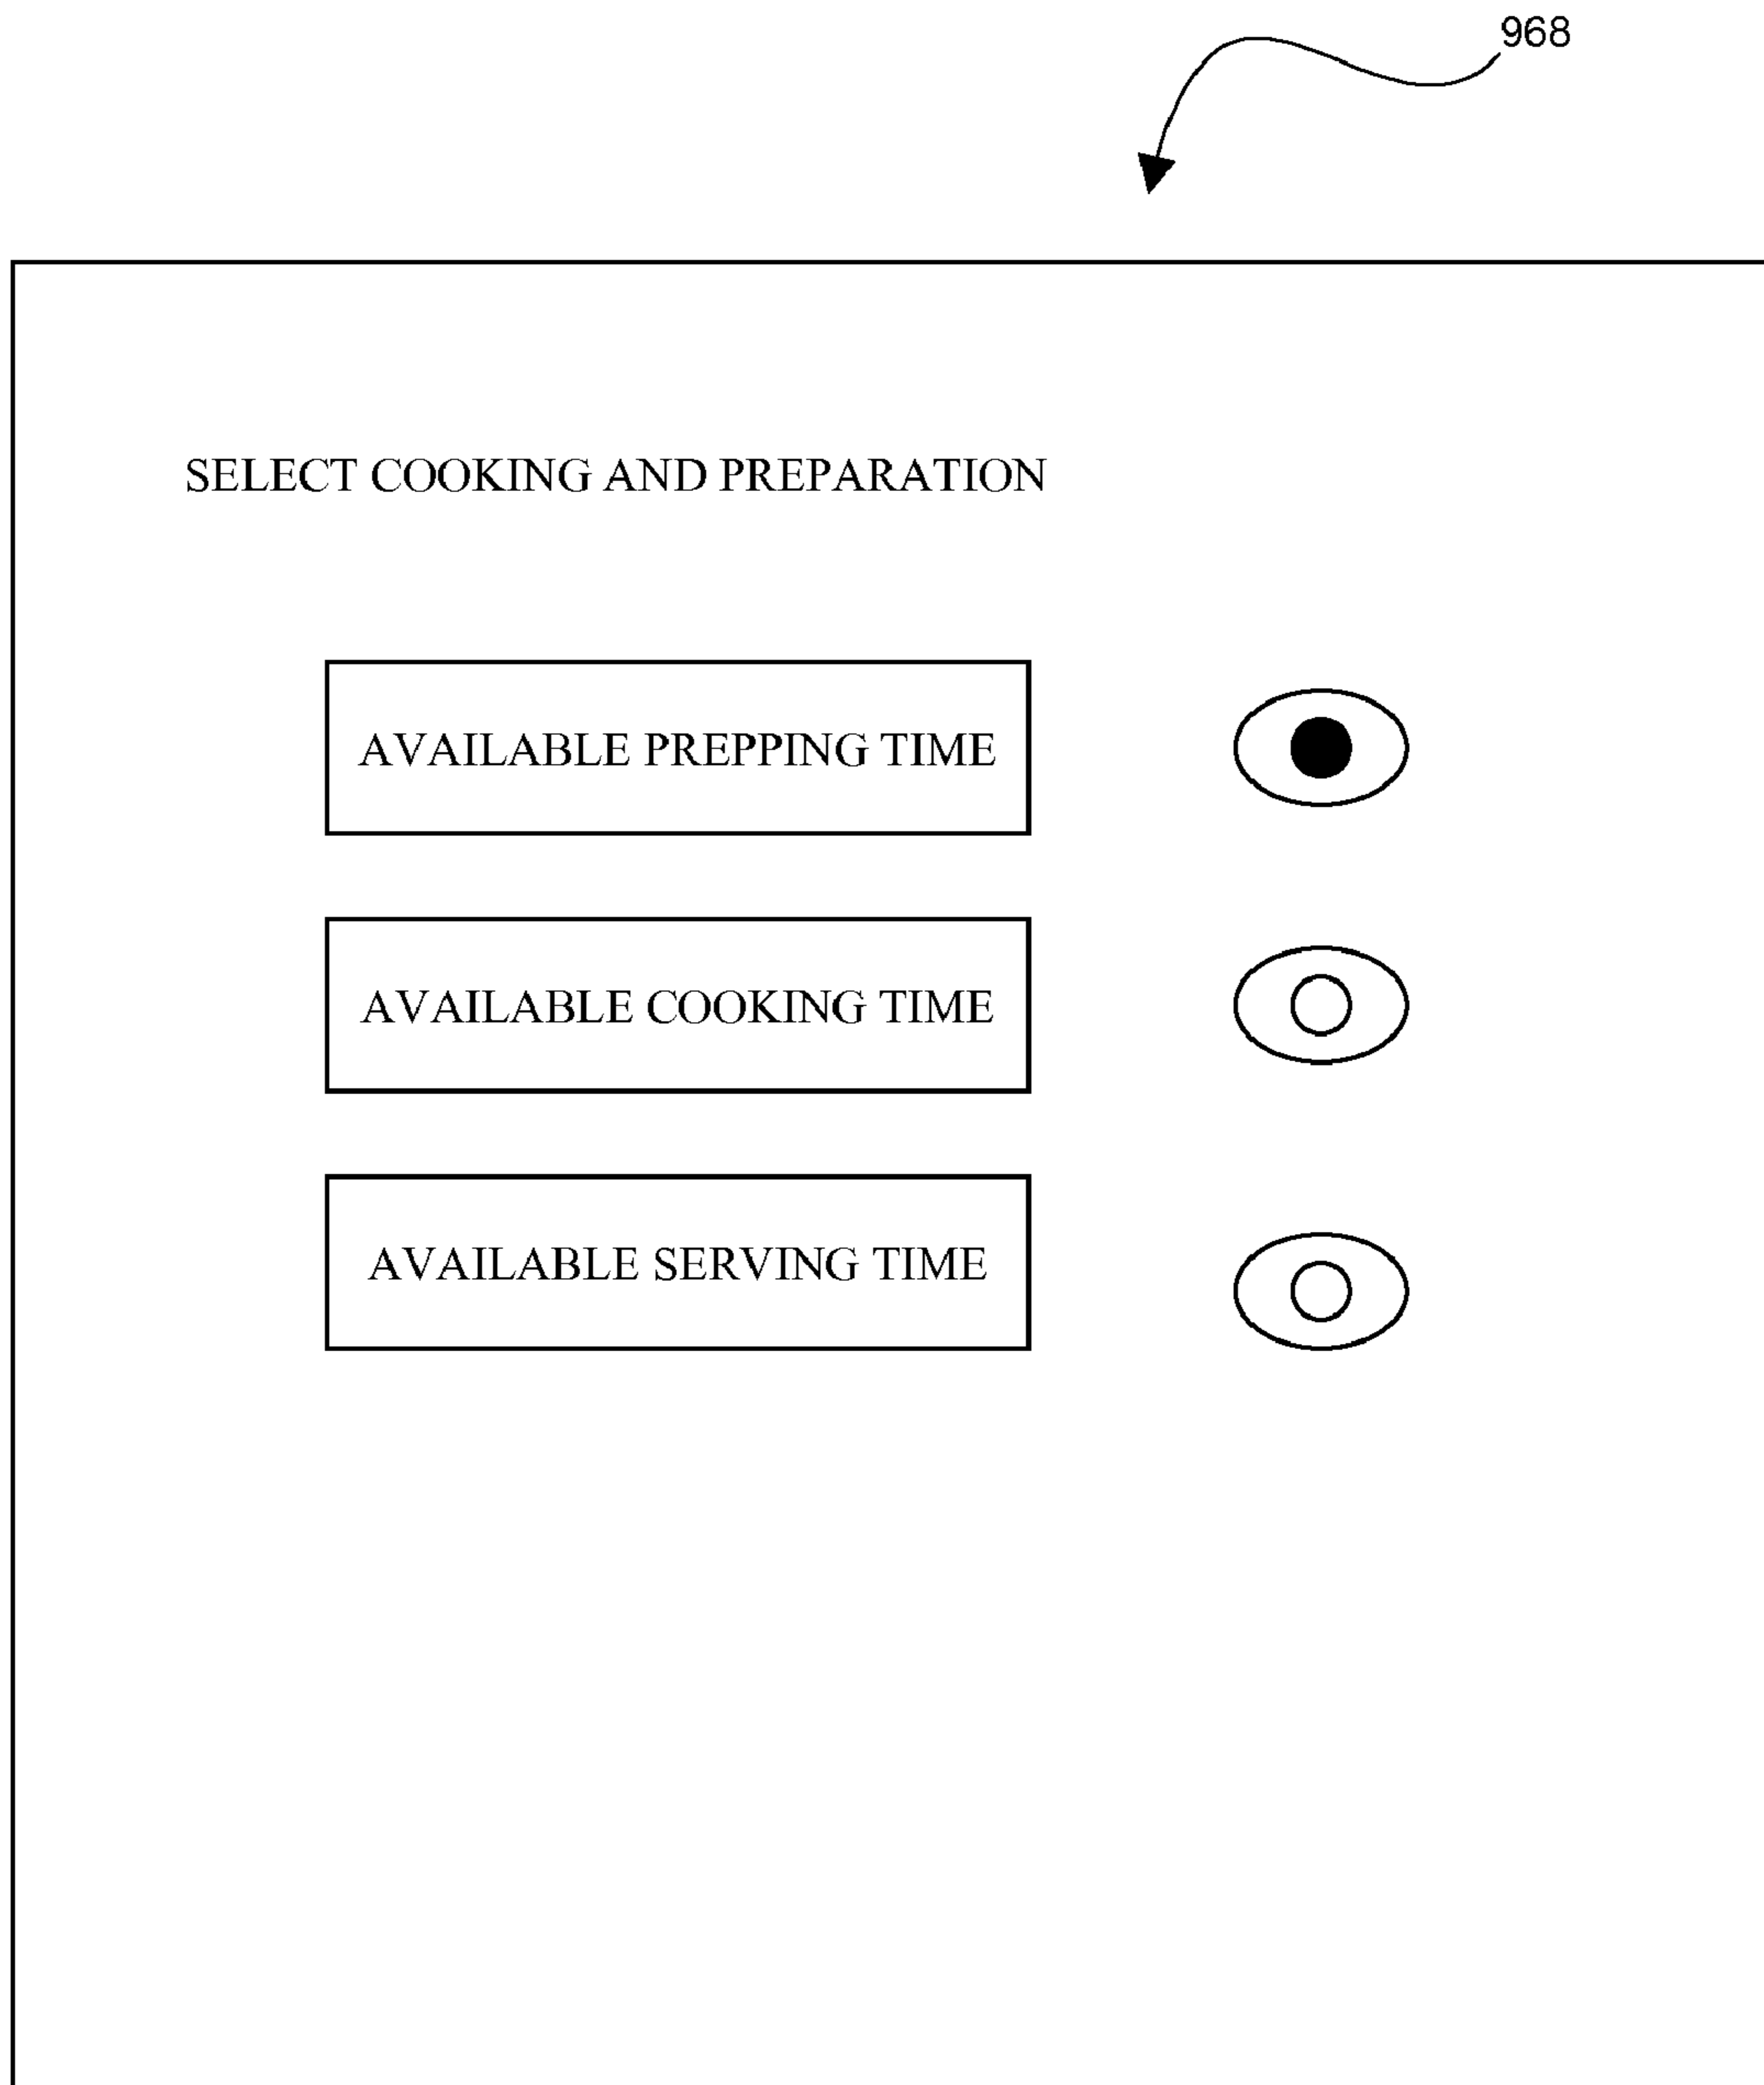 968
SELECT COOKING AND PREPARATION
AVAILABLE PREPPING TIME
AVAILABLE COOKING TIME
AVAILABLE SERVING TIME